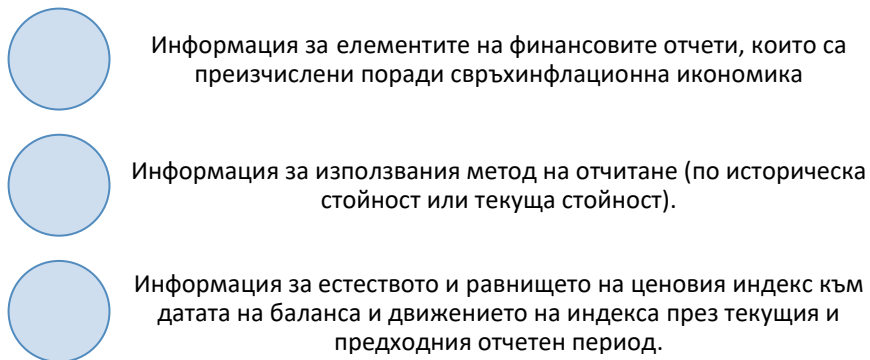 Информация за елементите на финансовите отчети, които са
преизчислени поради свръхинфлационна икономика
Информация за използвания метод на отчитане (по историческа
стойност или текуща стойност).
Информация за естеството и равнището на ценовия индекс към
датата на баланса и движението на индекса през текущия и
предходния отчетен период.